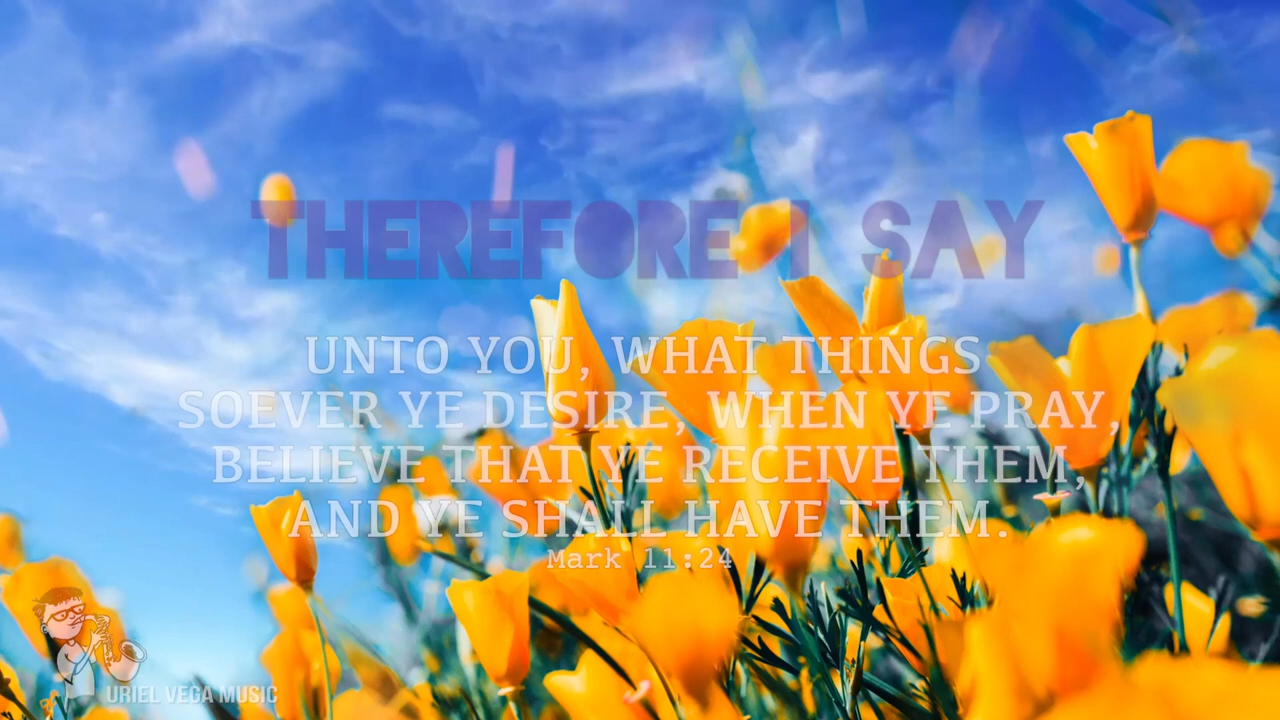 THEREFORE I SAY
UNTO YOU, WHAT THINGS
SOEVER YE DESIRE, WHEN YE PRAY,
BELIEVE THAT YE RECEIVE THEM,
AND YE SHALL HAVE THEM.
Mark 11:24
URIEL VEGA MUSIC